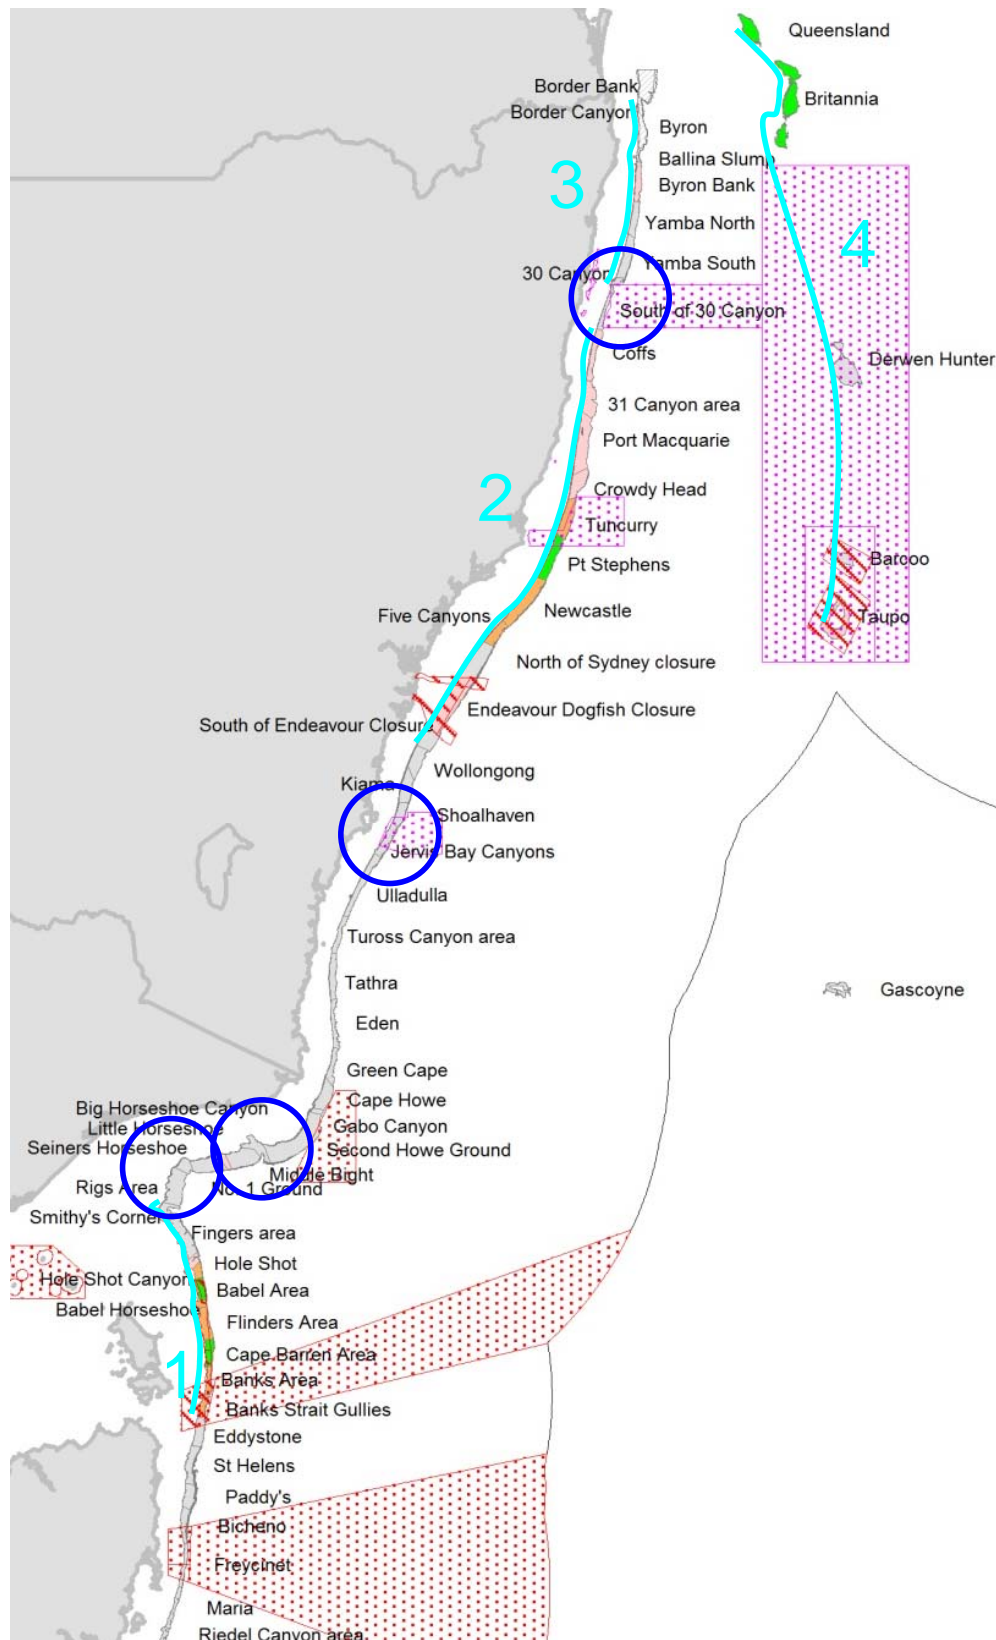 Queensland
Border Bank
Britannia
Border Canyon
Byron
Ballina Slump
3
Byron Bank
Yamba North
4
Yamba South
30 Canyon
South of 30 Canyon
Coffs
Derwen Hunter
31 Canyon area
Port Macquarie
Crowdy Head
2
Tuncurry
Barcoo
Pt Stephens
Newcastle
Five Canyons
Taupo
North of Sydney closure
Endeavour Dogfish Closure
South of Endeavour Closure
Wollongong
Kiama
Shoalhaven
Jervis Bay Canyons
Ulladulla
Tuross Canyon area
Tathra
Gascoyne
Eden
Green Cape
Cape Howe
Big Horseshoe Canyon
Gabo Canyon
Little Horseshoe
Seiners Horseshoe
Second Howe Ground
Middle Bight
Rigs Area
No. 1 Ground
Smithy's Corner
Fingers area
Hole Shot
Hole Shot Canyon
Babel Area
Babel Horseshoe
Flinders Area
Cape Barren Area
1
Banks Area
Banks Strait Gullies
Eddystone
St Helens
Paddy's
Bicheno
Freycinet
Maria
Riedel Canyon area